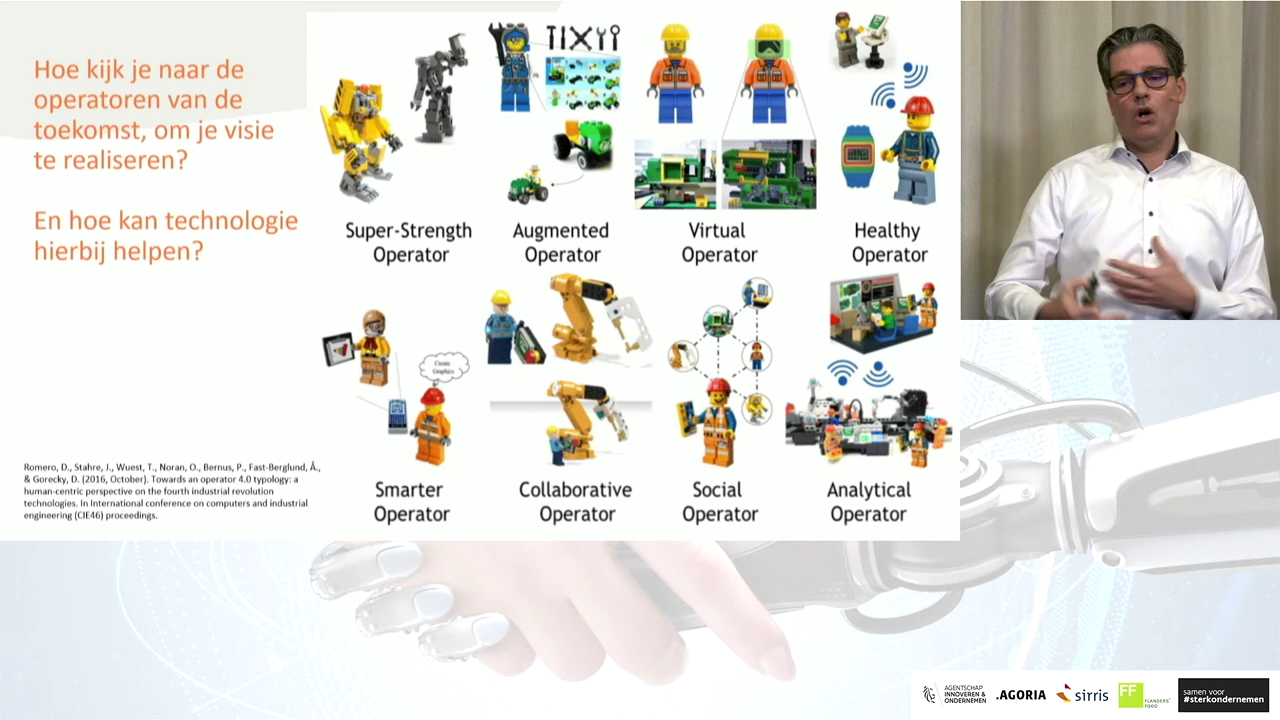 Hoe kijk je naar de
operatoren van de
toekomst, om je visie
te realiseren?
En hoe kan technologie
hierbij helpen?
Super-Strength
Operator
Augmented
Operator
Virtual
Operator
Healthy
Operator
Create
Graphics
Smarter
Operator
Collaborative
Operator
Social
Operator
Analytical
Operator
Romero, D., Stahre, J., Wuest, T., Noran, O., Bernus, P., Fast-Berglund, Å.,
& Gorecky, D. (2016, October). Towards an operator 4.0 typology: a
human-centric perspective on the fourth industrial revolution
technologies. In International conference on computers and industrial
engineering (CIE46) proceedings.
AGENTSCHAP
INNOVEREN &
ONDERNEMEN
.AGORIA
sirris
FF
FLANDERS'
FOOD
samen voor
#sterkondernemen